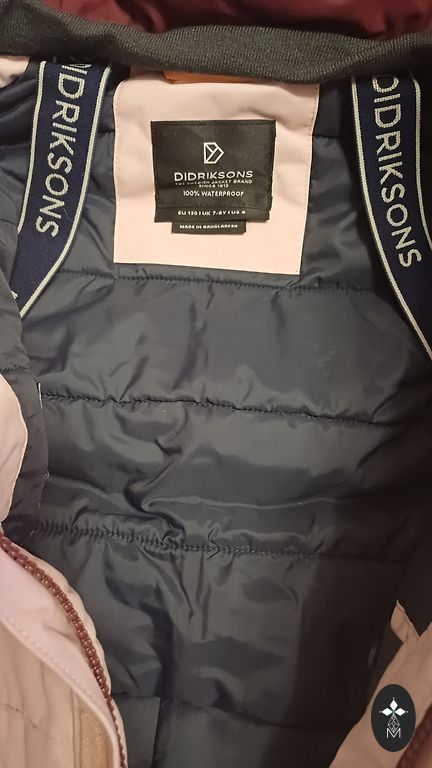 DIDRIKSONS
DIDRIKSONS
DIDRIKSONS
THE SWEDISH JACKET BRAND
SINCE 1913
100% WATERPROOF
EU 130 | UK 7-8Y | US 8
MADE IN BANGLADESH